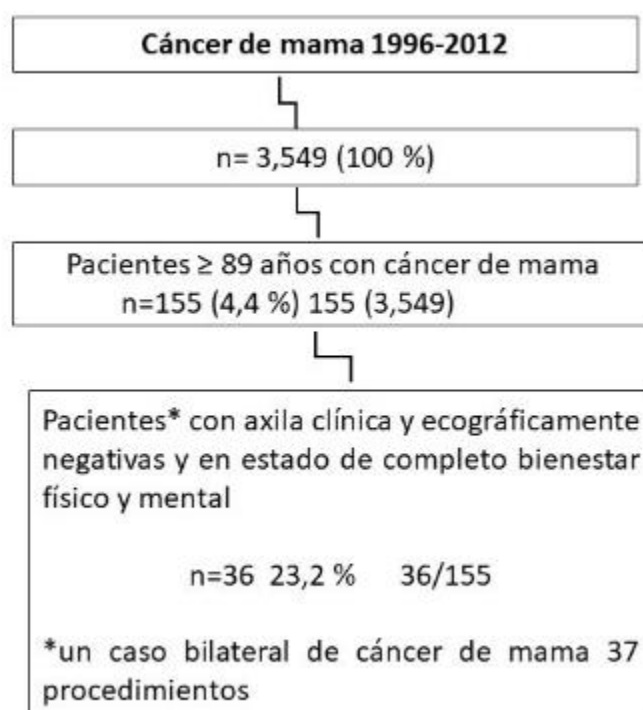 Cáncer de mama 1996-2012
n= 3,549 (100 %)
Pacientes ≥ 89 años con cáncer de mama
n=155 (4,4 %) 155 (3,549)
Pacientes* con axila clínica y ecográficamente
negativas y en estado de completo bienestar
físico y mental
n=36 23,2 % 36/155
*un caso bilateral de cáncer de mama 37
procedimientos